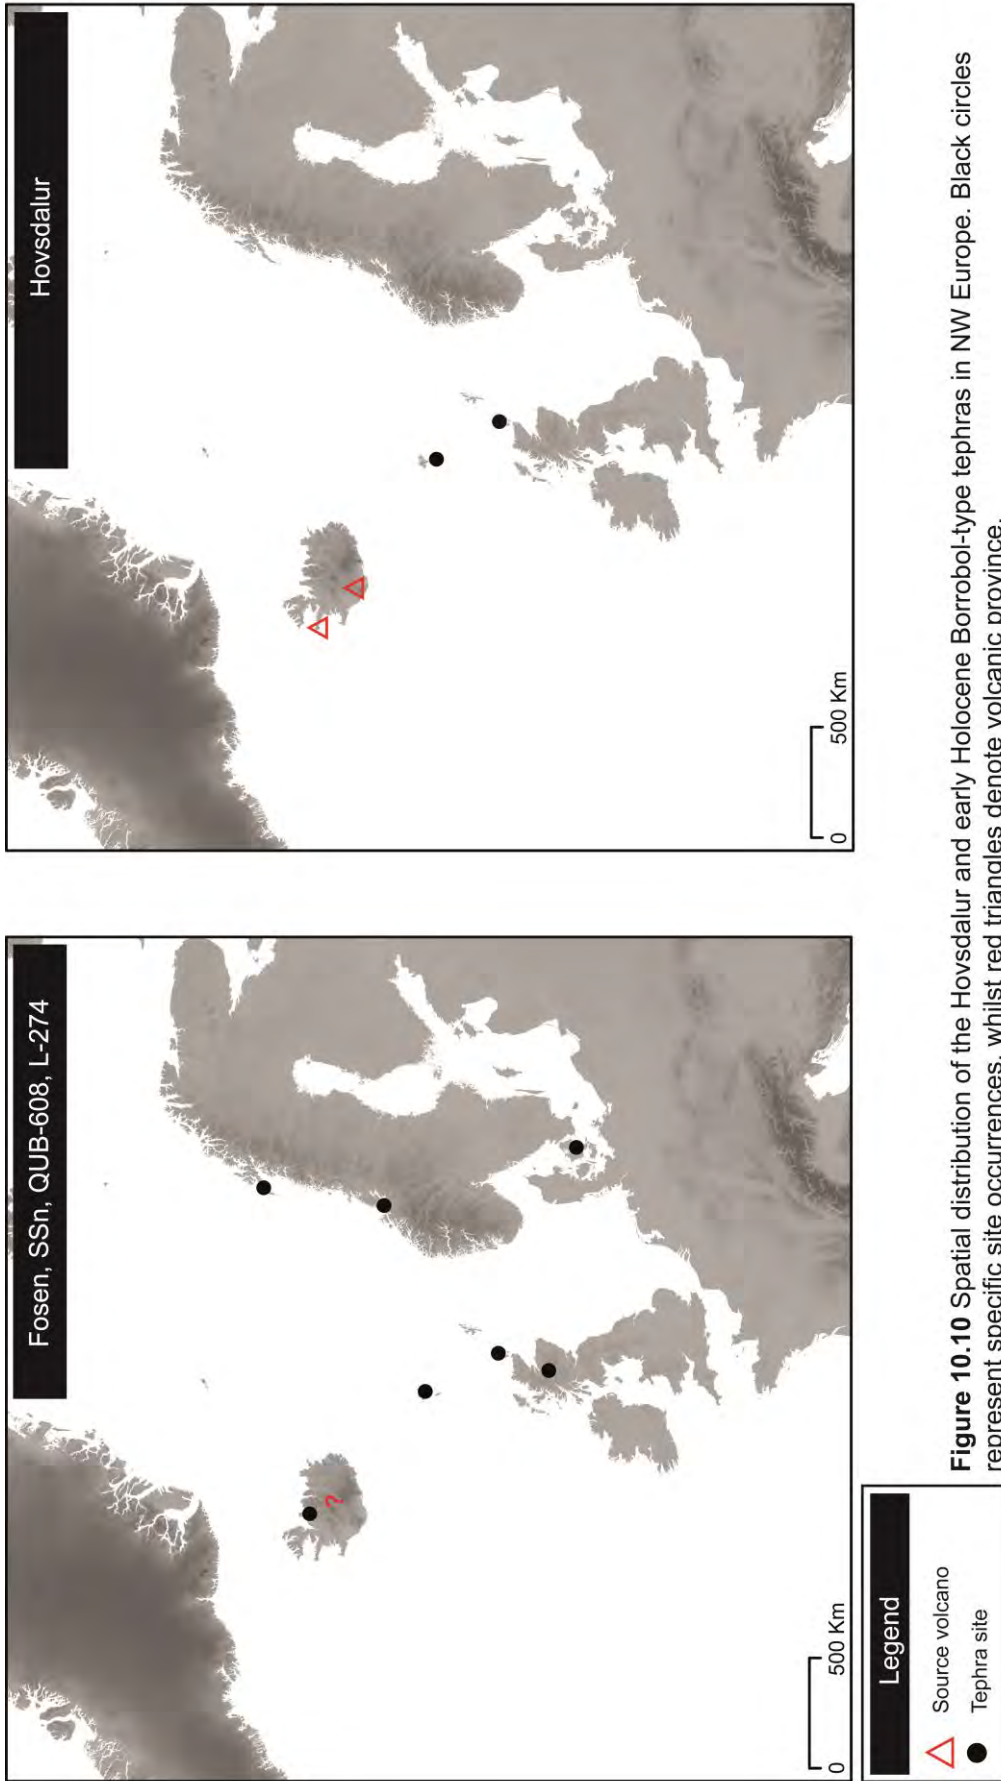 Fosen, SSn, QUB-608, L-274
0
500 Km
Hovsdalur
0
500 Km
Legend
Source volcano
Tephra site
Figure 10.10 Spatial distribution of the Hovsdalur and early Holocene Borrobol-type tephras in NW Europe. Black circles
represent specific site occurrences, whilst red triangles denote volcanic province.
?